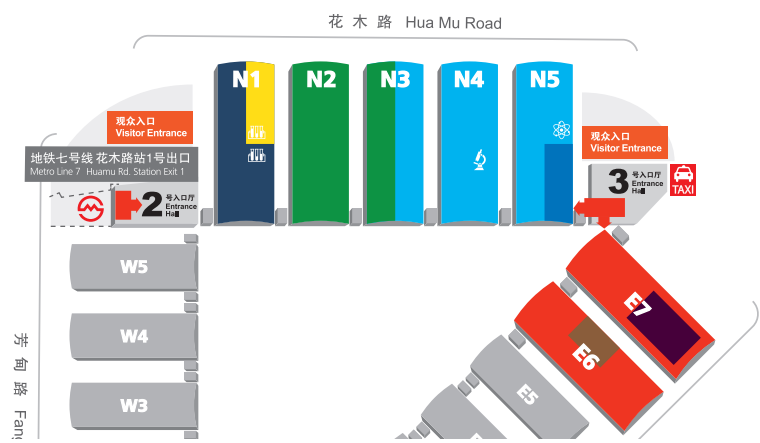 花木路 Hua Mu Road
N1
N2
N3
N4
N5
观众入口
Visitor Entrance
观众入口
Visitor Entrance
地铁七号线 花木路站1号出口
Metro Line 7 Huamu Rd. Station Exit 1
2
号入口厅
Entrance
3
号入口厅
Entrance
TAXI
W5
W4
W3
E7
E6
E5
芳甸路 Fang